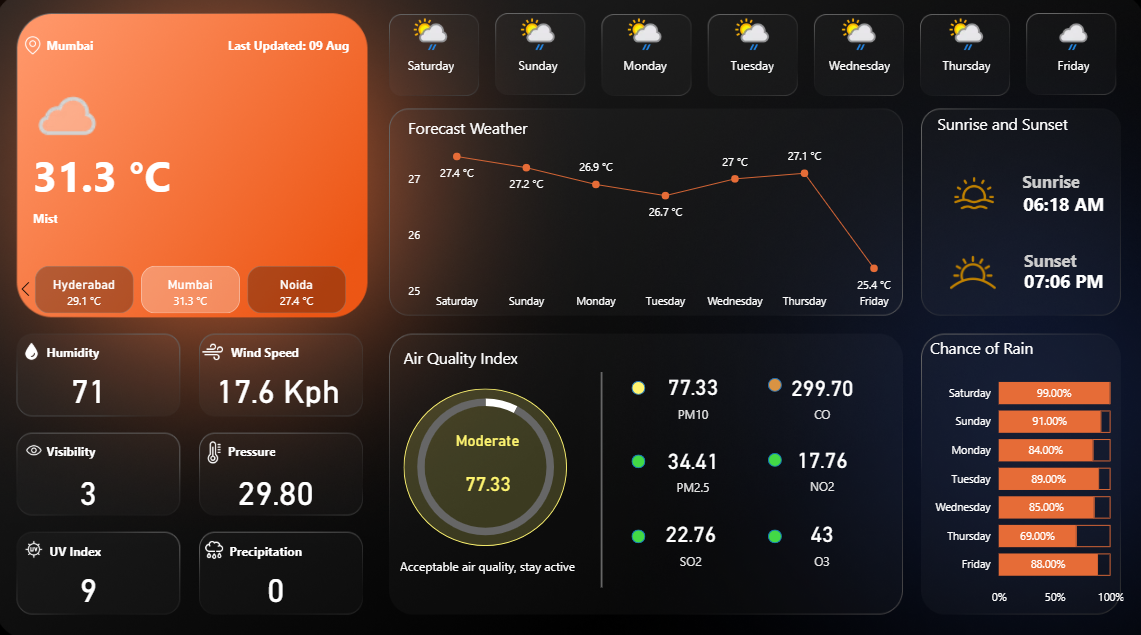 Mumbai
Last Updated: 09 Aug
31.3 °C
Mist
Hyderabad
29.1 °C
Mumbai
31.3 °C
Noida
27.4 °C
Saturday
Sunday
Monday
Tuesday
Wednesday
Thursday
Friday
Forecast Weather
27
26
25
27.4 °C
27.2 °C
26.9 °C
26.7 °C
27 °C
27.1 °C
25.4 °C
Saturday
Sunday
Monday
Tuesday
Wednesday
Thursday
Friday
Sunrise and Sunset
Sunrise
06:18 AM
Sunset
07:06 PM
Humidity
71
Wind Speed
17.6 Kph
Visibility
3
Pressure
29.80
UV
UV Index
9
Precipitation
0
Air Quality Index
Moderate
77.33
Acceptable air quality, stay active
77.33
PM10
299.70
CO
34.41
PM2.5
17.76
NO2
22.76
SO2
43
O3
Chance of Rain
Saturday 99.00%
Sunday 91.00%
Monday 84.00%
Tuesday 89.00%
Wednesday 85.00%
Thursday 69.00%
Friday 88.00%
0% 50% 100%